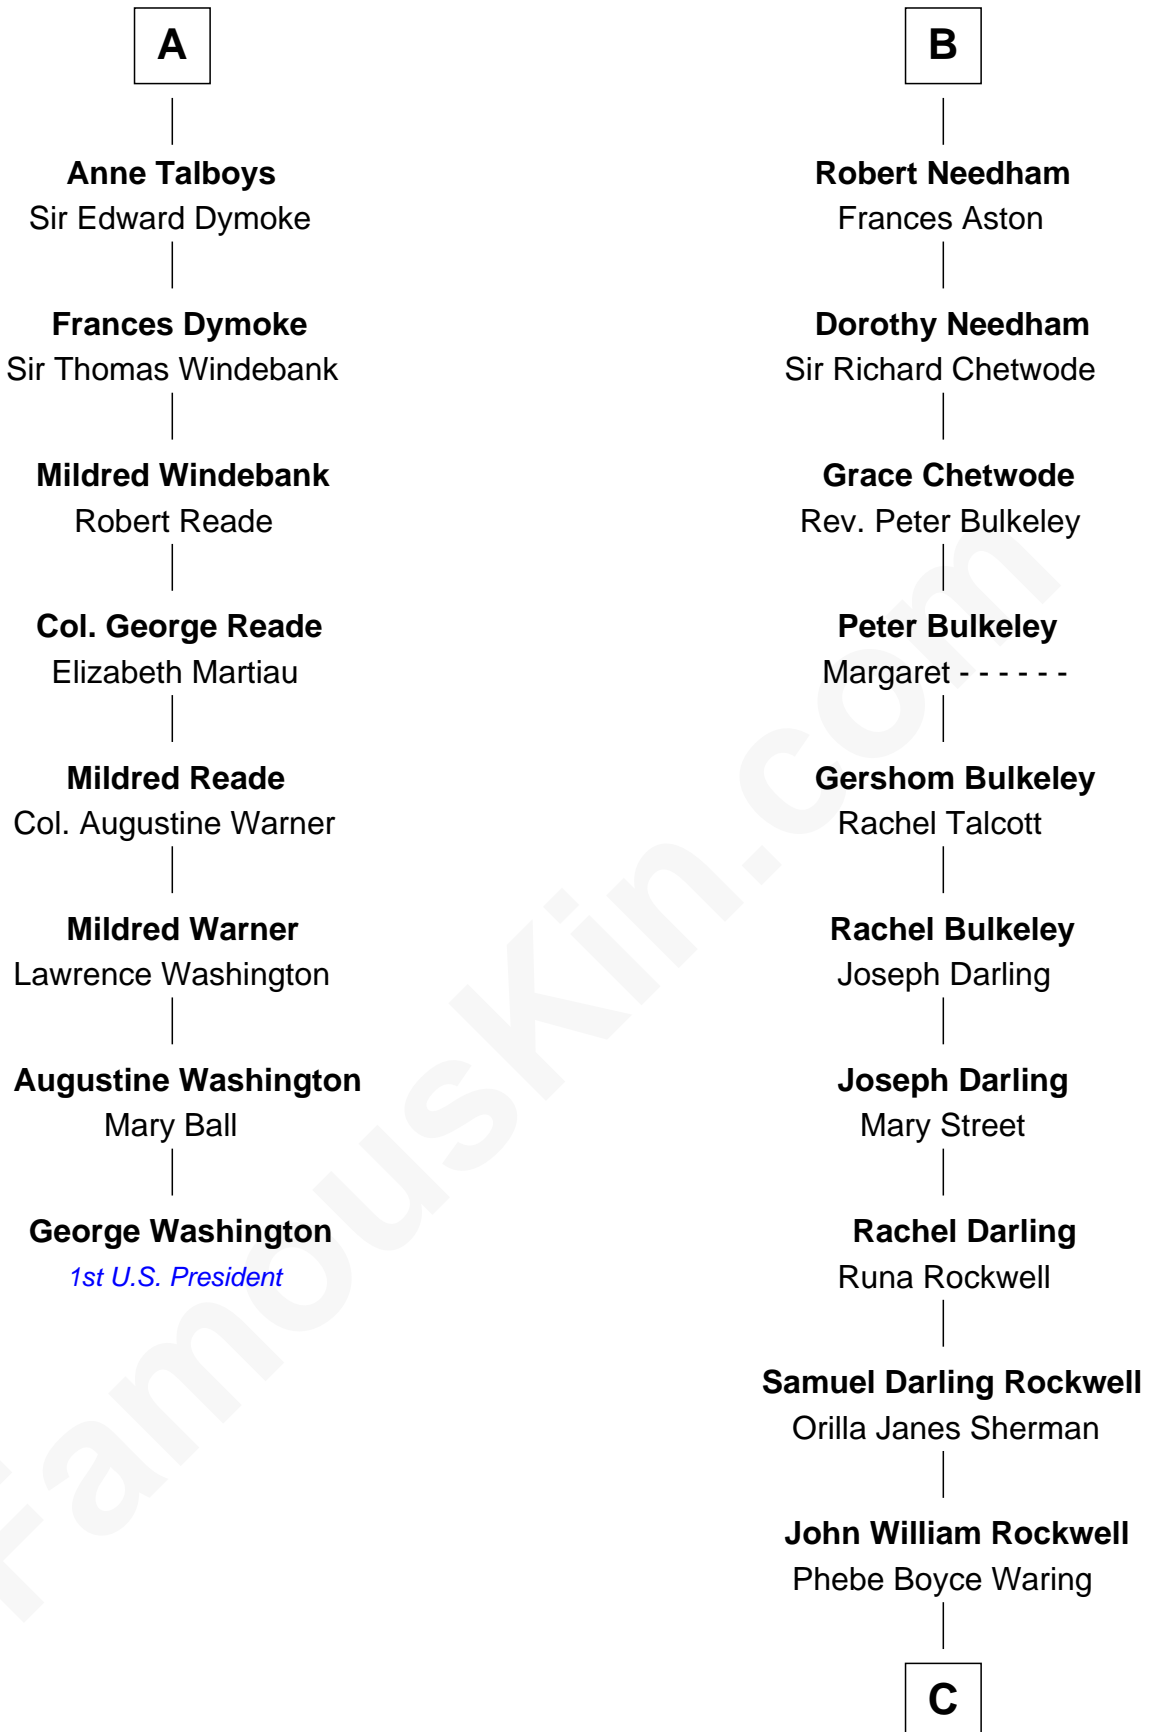 A
Anne Talboys
Sir Edward Dymoke
Frances Dymoke
Sir Thomas Windebank
Mildred Windebank
Robert Reade
Col. George Reade
Elizabeth Martiau
Mildred Reade
Col. Augustine Warner
Mildred Warner
Lawrence Washington
Augustine Washington
Mary Ball
George Washington
1st U.S. President
B
Robert Needham
Frances Aston
Dorothy Needham
Sir Richard Chetwode
Grace Chetwode
Rev. Peter Bulkeley
Peter Bulkeley
Margaret - - - - - -
Gershom Bulkeley
Rachel Talcott
Rachel Bulkeley
Joseph Darling
Joseph Darling
Mary Street
Rachel Darling
Runa Rockwell
Samuel Darling Rockwell
Orilla Janes Sherman
John William Rockwell
Phebe Boyce Waring
C
FamousKin.com